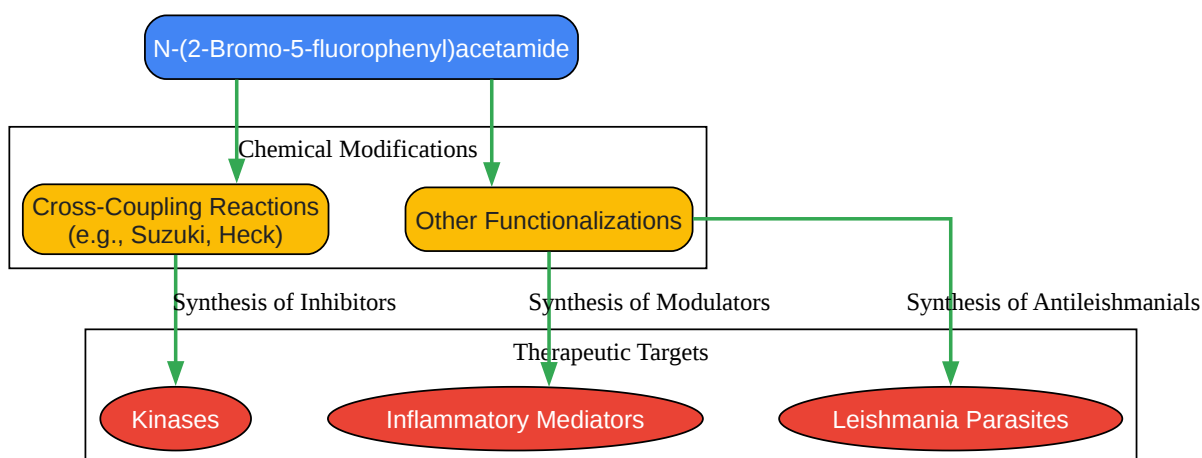 N-(2-Bromo-5-fluorophenyl)acetamide
Chemical Modifications
Cross-Coupling Reactions
(e.g., Suzuki, Heck)
Other Functionalizations
Synthesis of Inhibitors
Synthesis of Modulators
Synthesis of Antileishmanials
Therapeutic Targets
Kinases
Inflammatory Mediators
Leishmania Parasites